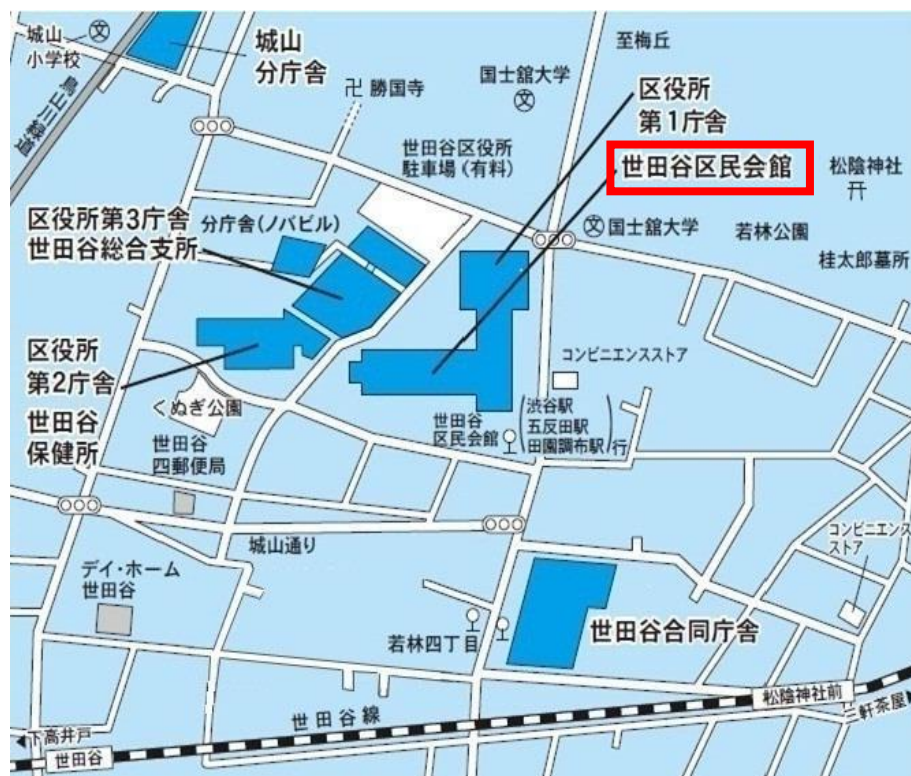 城山
小学校
文
城山
分庁舎
烏山川緑道
卍 勝国寺
国士舘大学
文
至梅丘
区役所
第1庁舎
世田谷区役所
駐車場（有料）
世田谷区民会館
松陰神社
区役所第3庁舎
世田谷総合支所
分庁舎（ノバビル）
文 国士舘大学
若林公園
桂太郎墓所
区役所
第2庁舎
世田谷
保健所
くぬぎ公園
コンビニエンスストア
世田谷
区民会館
渋谷駅
五反田駅
田園調布駅
行
世田谷
四郵便局
城山通り
コンビニエンス
ストア
デイ・ホーム
世田谷
若林四丁目
世田谷合同庁舎
世田谷線
松陰神社前
三軒茶屋
下高井戸
世田谷